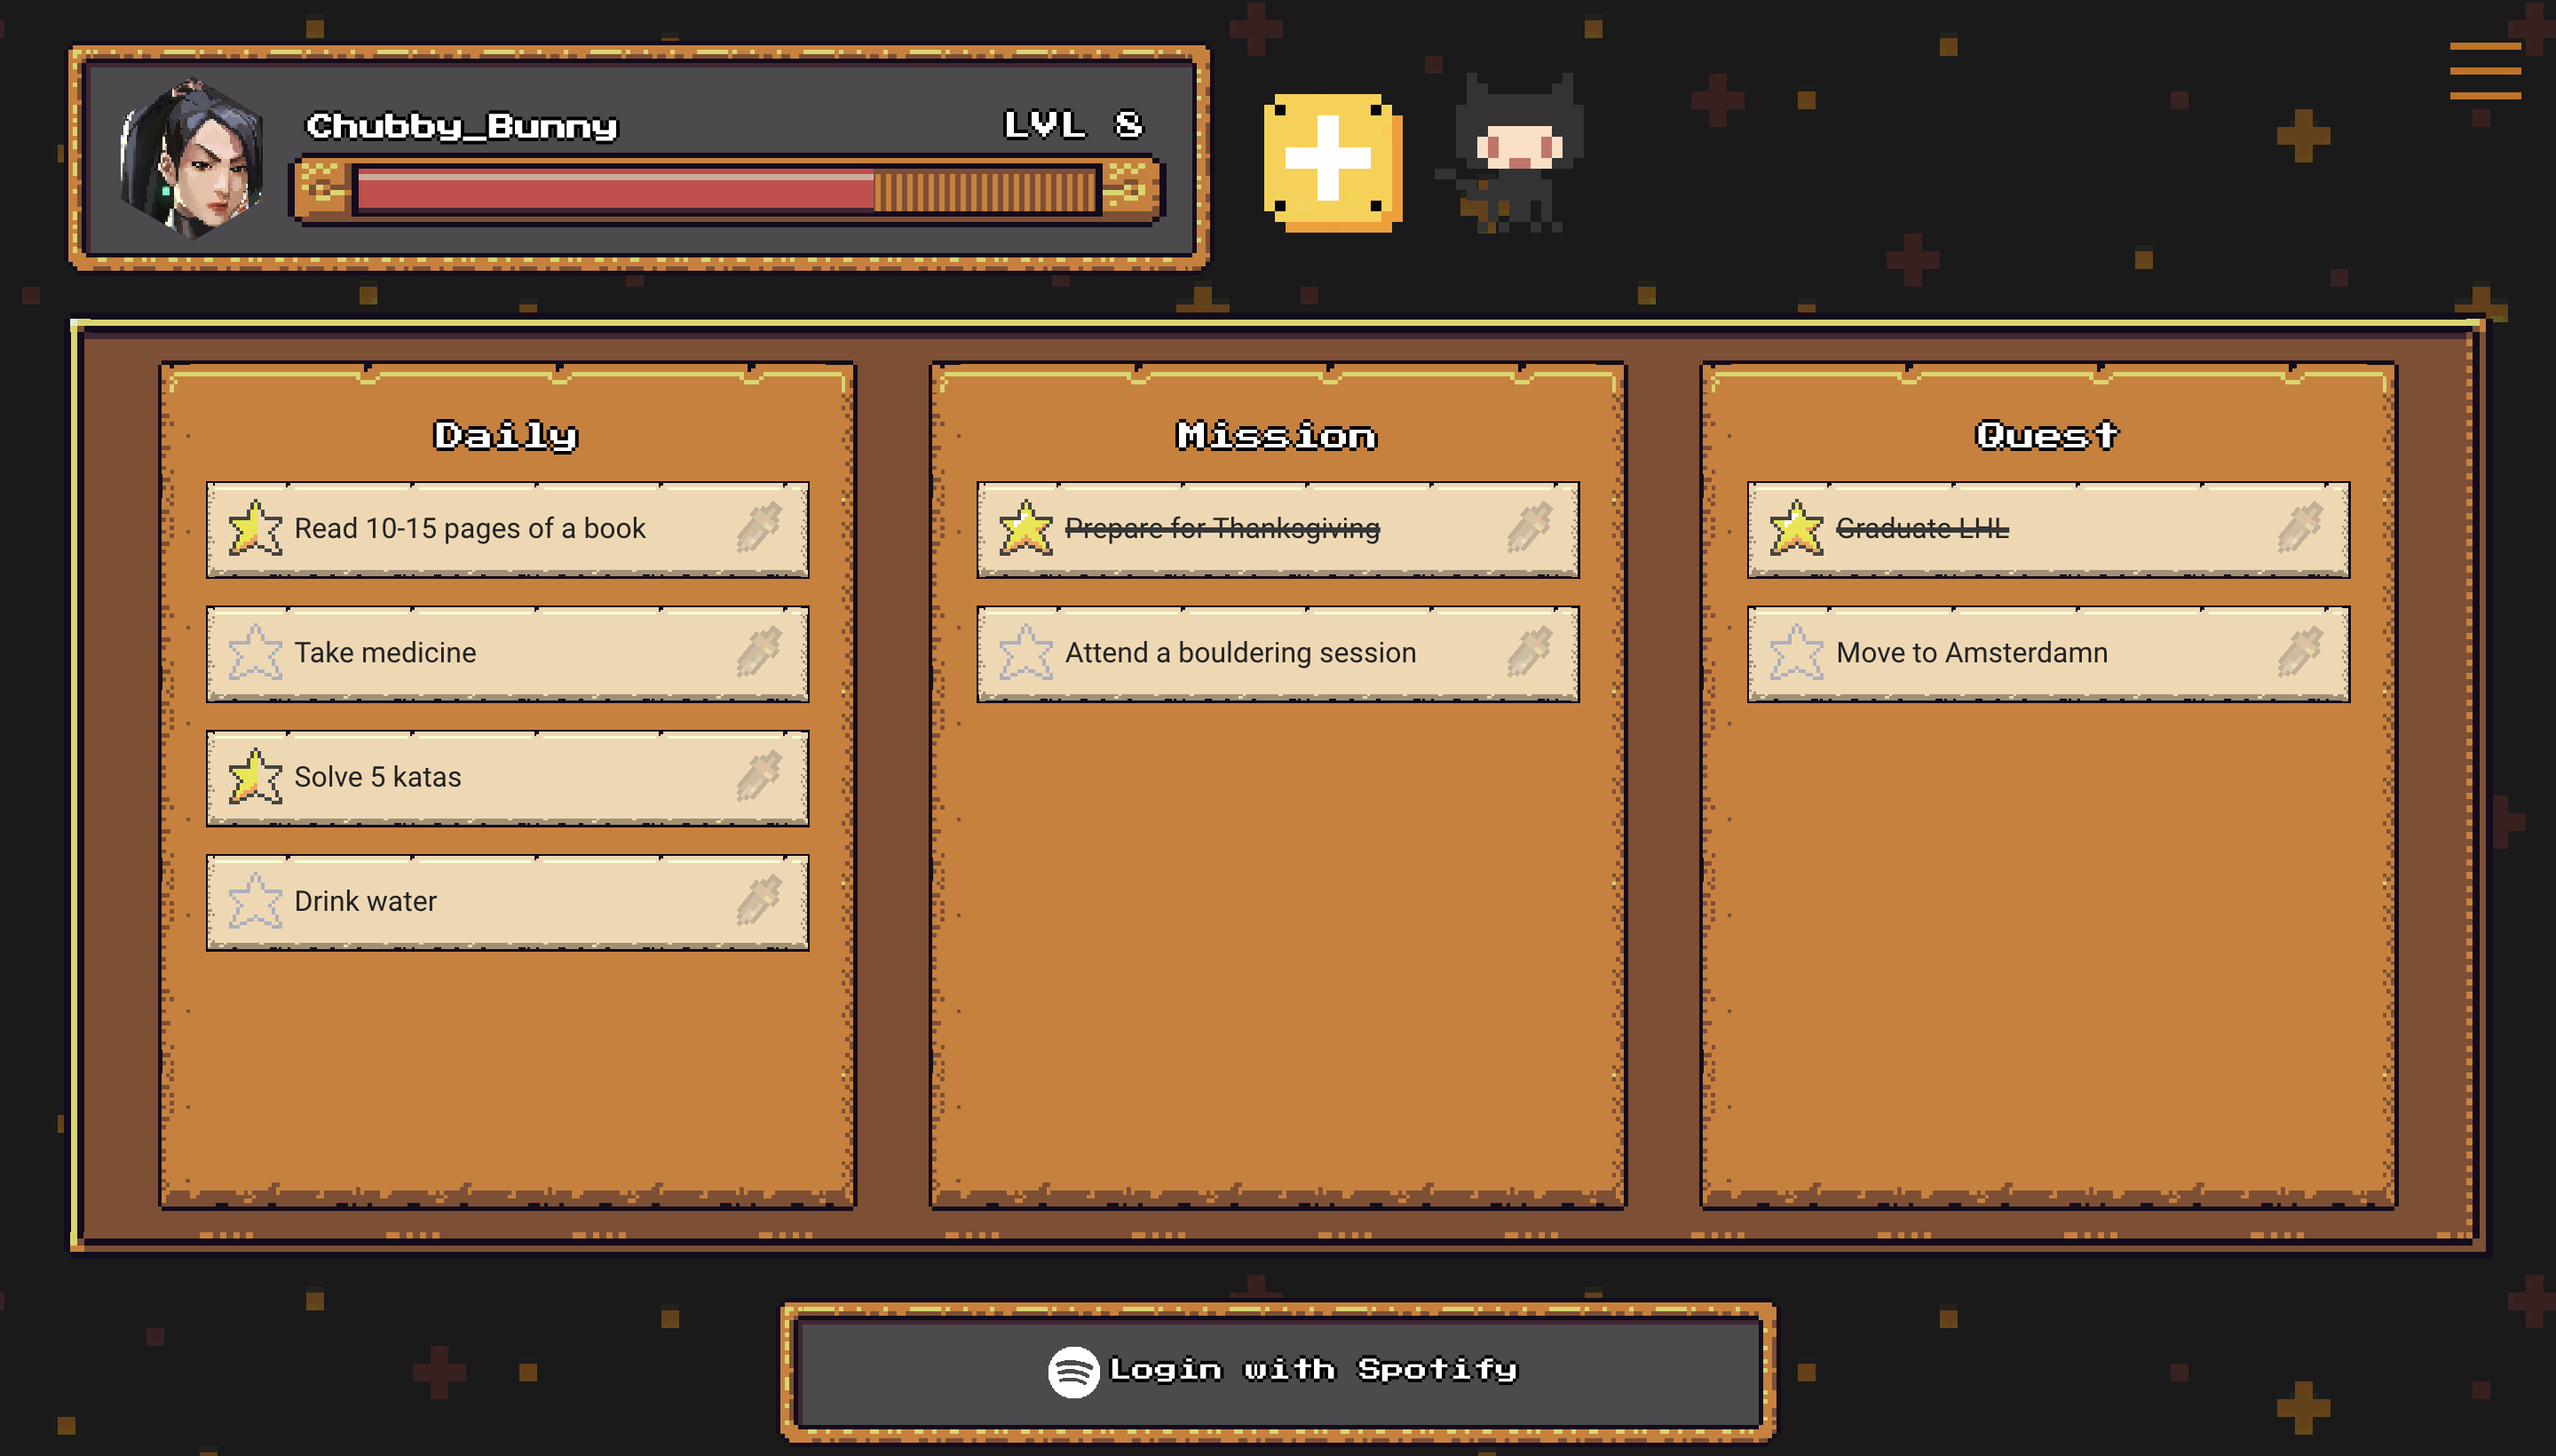 Chubby_Bunny
LVL 8
Daily
Read 10-15 pages of a book
Take medicine
Solve 5 katas
Drink water
Mission
Prepare for Thanksgiving
Attend a bouldering session
Quest
Graduate LHL
Move to Amsterdamn
Login with Spotify